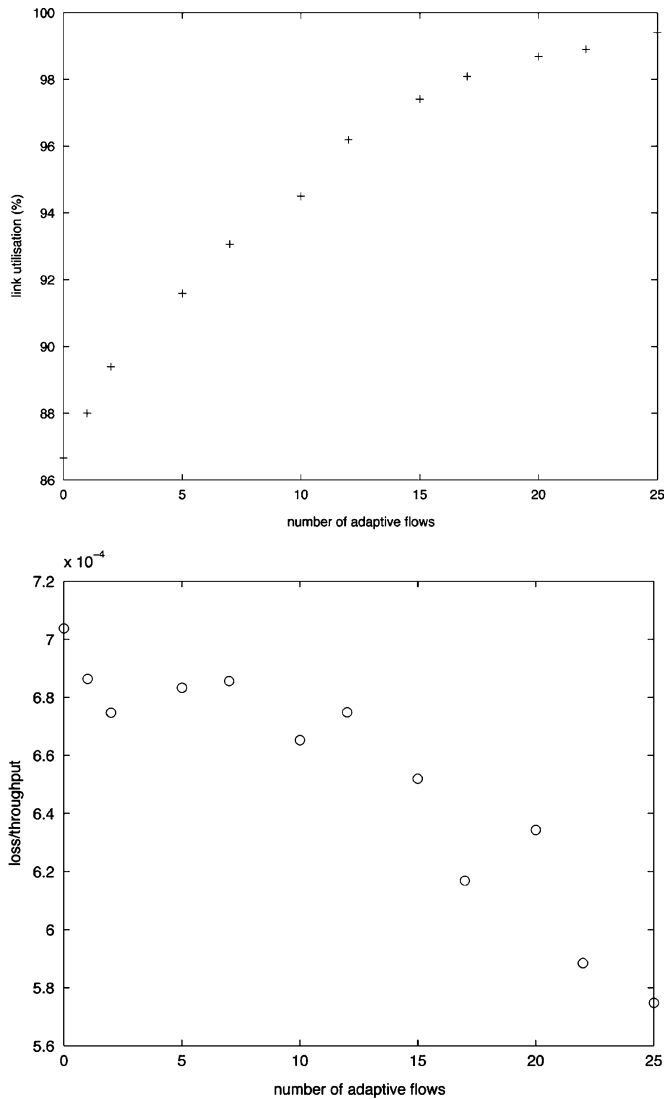 100
98
96
94
92
90
88
86
link utilisation (%)
0 5 10 15 20 25
number of adaptive flows
x 10⁻⁴
7.2
7
6.8
6.6
6.4
6.2
6
5.8
5.6
loss/throughput
0 5 10 15 20 25
number of adaptive flows